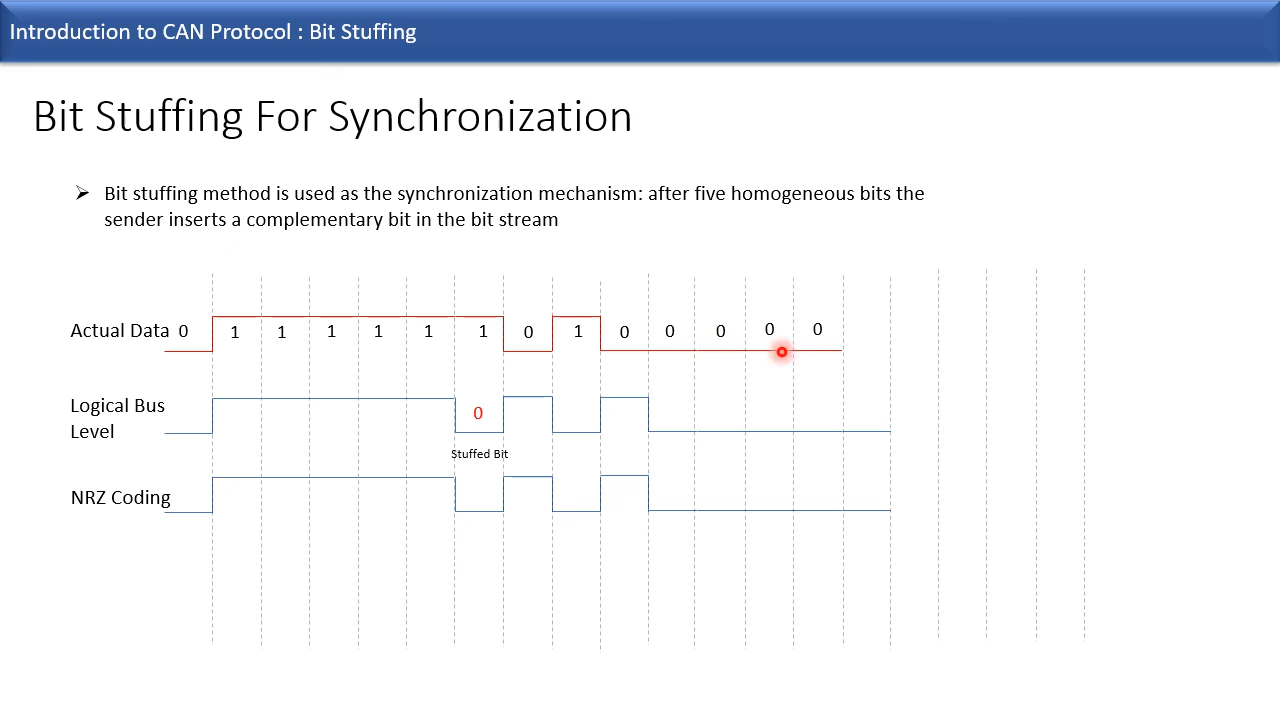 Introduction to CAN Protocol : Bit Stuffing
Bit Stuffing For Synchronization
➢ Bit stuffing method is used as the synchronization mechanism: after five homogeneous bits the
sender inserts a complementary bit in the bit stream
Actual Data 0 1 1 1 1 1 1 0 1 0 0 0 0 0
Logical Bus
Level
0
Stuffed Bit
NRZ Coding